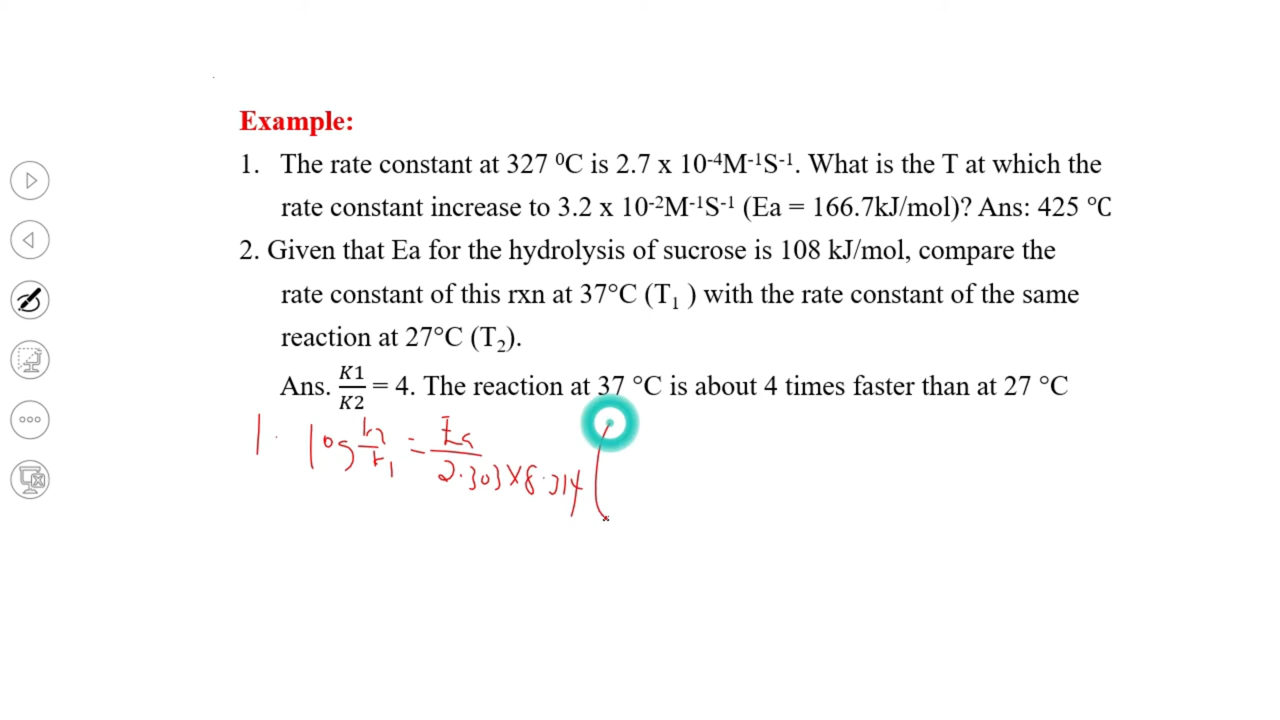 Example:
1. The rate constant at 327 ⁰C is 2.7 x 10⁻⁴M⁻¹S⁻¹. What is the T at which the
rate constant increase to 3.2 x 10⁻²M⁻¹S⁻¹ (Ea = 166.7kJ/mol)? Ans: 425 °C
2. Given that Ea for the hydrolysis of sucrose is 108 kJ/mol, compare the
rate constant of this rxn at 37°C (T₁ ) with the rate constant of the same
reaction at 27°C (T₂).
Ans. K1/K2 = 4. The reaction at 37 °C is about 4 times faster than at 27 °C
1. log k2/k1 = Ea/2.303×8.314 (